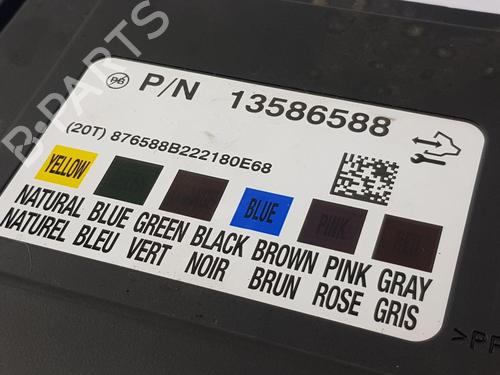 P/N 13586588
(20T) 876588B222180E68
YELLOW BLUE PINK
NATURAL BLUE GREEN BLACK BROWN PINK GRAY
NATUREL BLEU VERT NOIR BRUN ROSE GRIS
B-PARTS